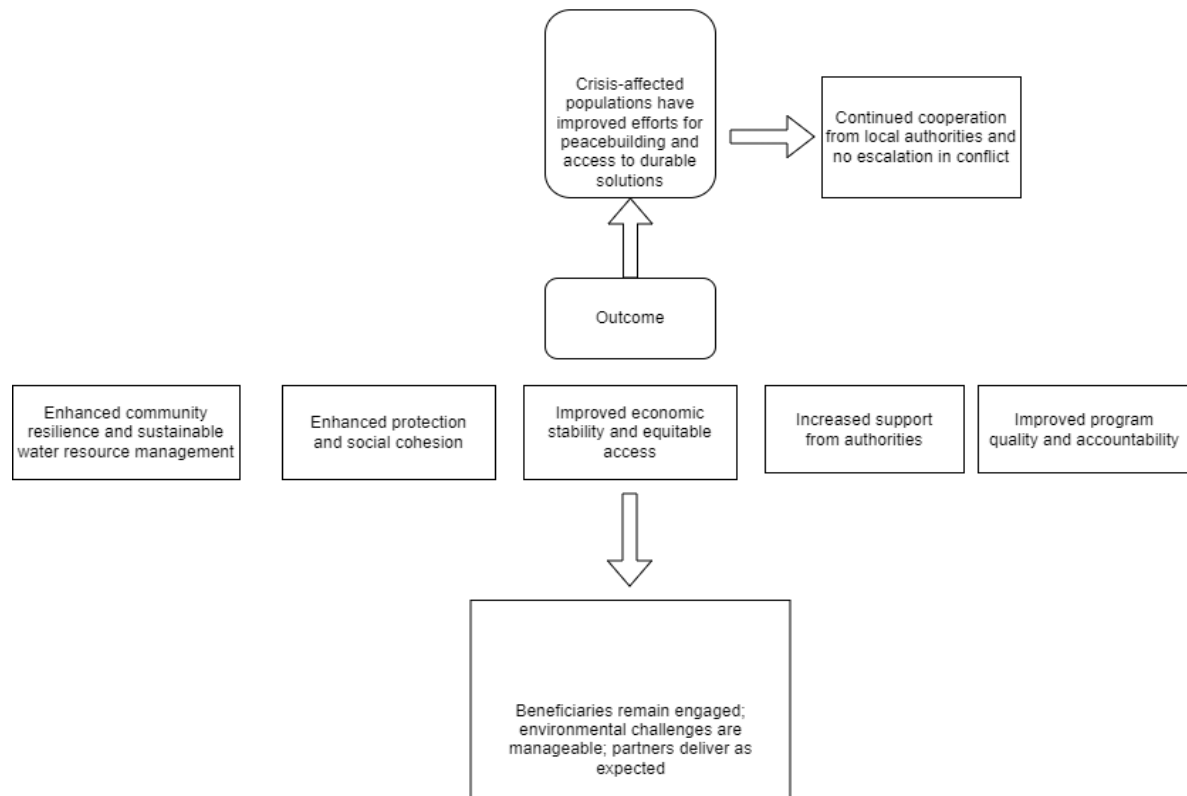 Crisis-affected
populations have
improved efforts for
peacebuilding and
access to durable
solutions
Continued cooperation
from local authorities and
no escalation in conflict
Outcome
Enhanced community
resilience and sustainable
water resource management
Enhanced protection
and social cohesion
Improved economic
stability and equitable
access
Increased support
from authorities
Improved program
quality and accountability
Beneficiaries remain engaged;
environmental challenges are
manageable; partners deliver as
expected